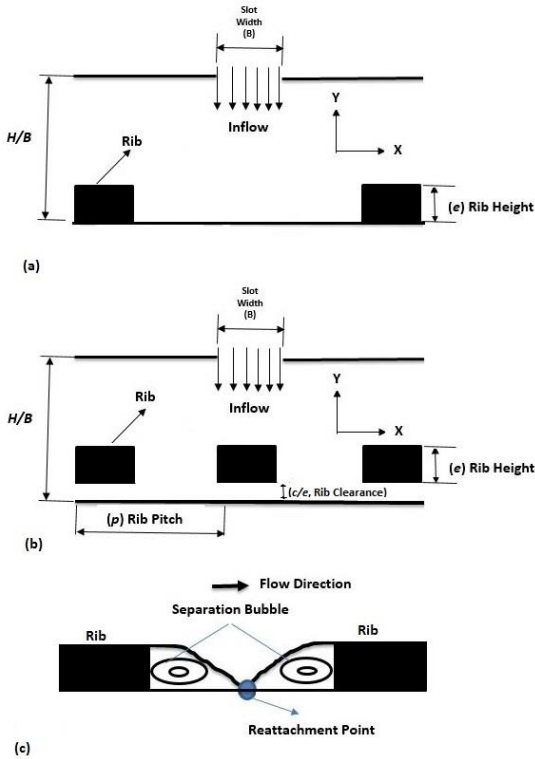 Slot
Width
(B)
Inflow
Y
X
H/B
Rib
(e) Rib Height
(a)
Slot
Width
(B)
Inflow
Y
X
H/B
Rib
(e) Rib Height
(c/e, Rib Clearance)
(p) Rib Pitch
(b)
Flow Direction
Separation Bubble
Rib
Rib
Reattachment Point
(c)